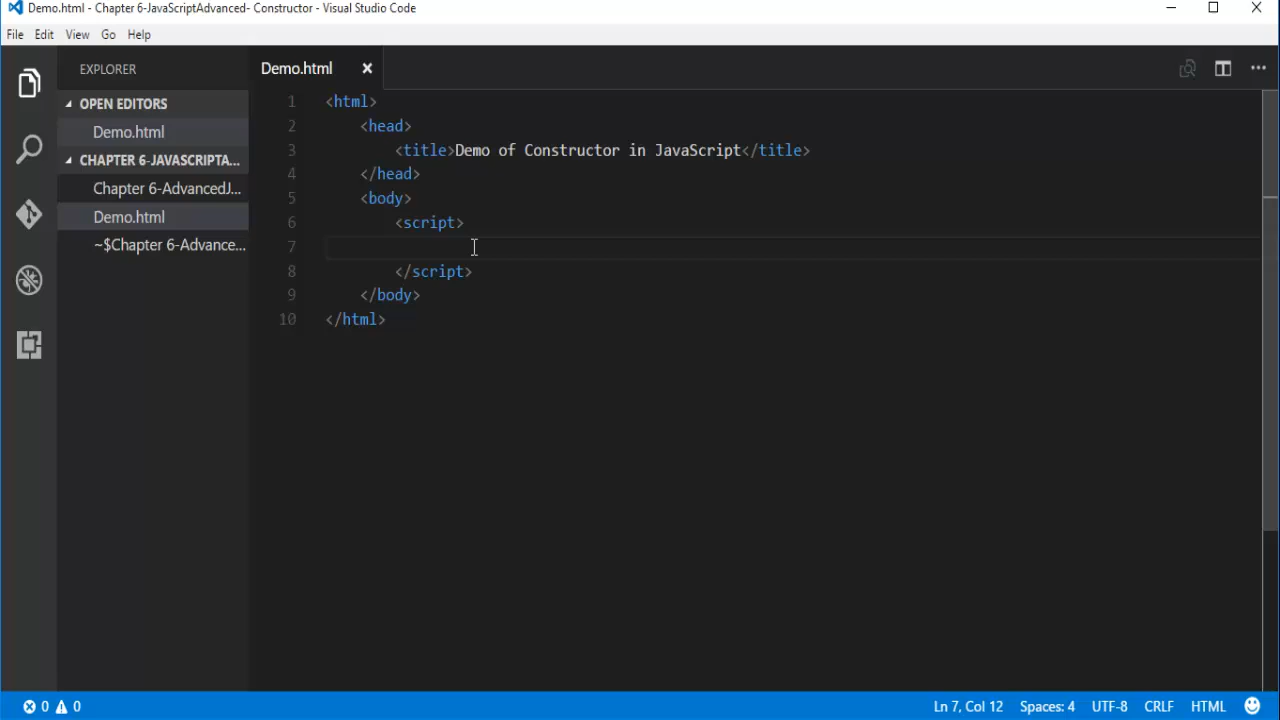 Demo.html - Chapter 6-JavaScriptAdvanced- Constructor - Visual Studio Code
File Edit View Go Help
EXPLORER
OPEN EDITORS
Demo.html
CHAPTER 6-JAVASCRIPTA...
Chapter 6-AdvancedJ...
Demo.html
~$Chapter 6-Advance...
Demo.html
1 <html>
2 <head>
3 <title>Demo of Constructor in JavaScript</title>
4 </head>
5 <body>
6 <script>
7
8 </script>
9 </body>
10 </html>
0 0 Ln 7, Col 12 Spaces: 4 UTF-8 CRLF HTML